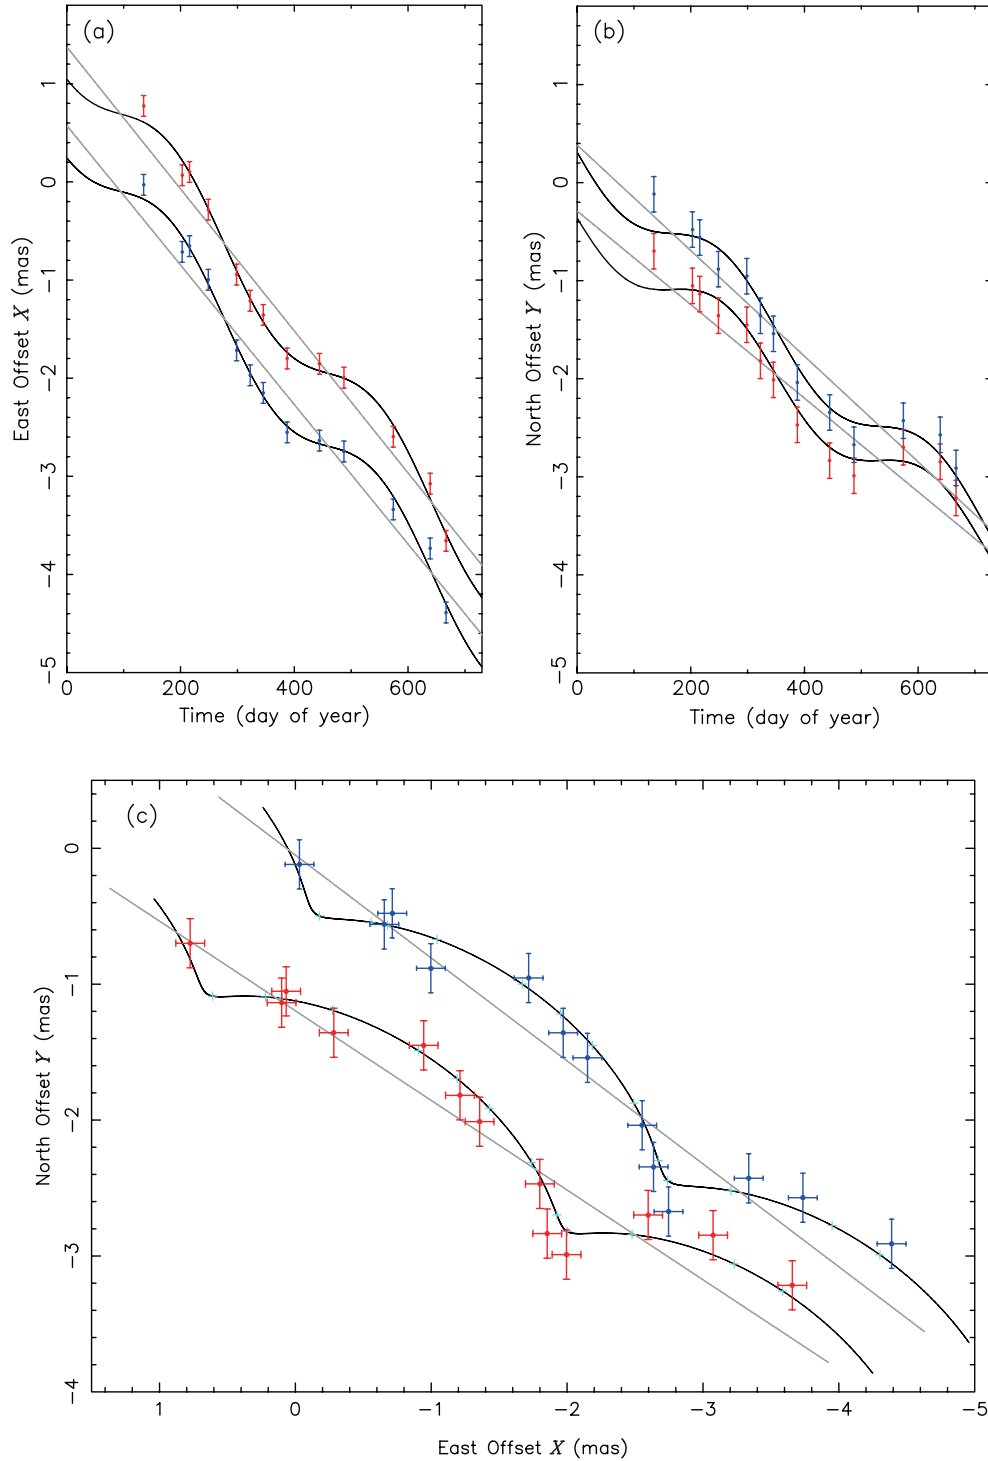 (a)
1
0
−1
−2
−3
−4
−5
East Offset X (mas)
0 200 400 600
Time (day of year)
(b)
1
0
−1
−2
−3
−4
−5
North Offset Y (mas)
0 200 400 600
Time (day of year)
(c)
0
−1
−2
−3
−4
North Offset Y (mas)
1 0 −1 −2 −3 −4 −5
East Offset X (mas)